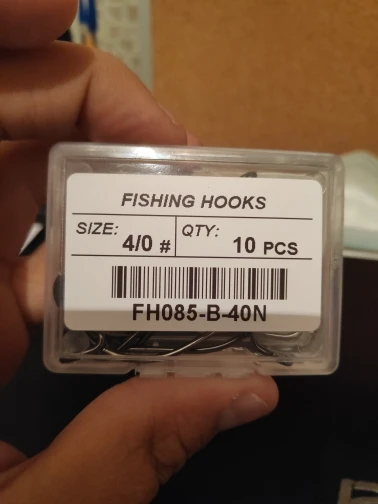 FISHING HOOKS
SIZE: 4/0 # QTY: 10 PCS
FH085-B-40N